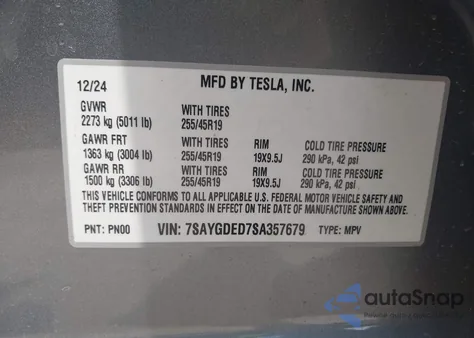 12/24 MFD BY TESLA, INC.
GVWR WITH TIRES
2273 kg (5011 lb) 255/45R19
GAWR FRT WITH TIRES RIM COLD TIRE PRESSURE
1363 kg (3004 lb) 255/45R19 19X9.5J 290 kPa, 42 psi
GAWR RR WITH TIRES RIM COLD TIRE PRESSURE
1500 kg (3306 lb) 255/45R19 19X9.5J 290 kPa, 42 psi
THIS VEHICLE CONFORMS TO ALL APPLICABLE U.S. FEDERAL MOTOR VEHICLE SAFETY AND
THEFT PREVENTION STANDARDS IN EFFECT ON THE DATE OF MANUFACTURE SHOWN ABOVE.
PNT: PN00 VIN: 7SAYGDED7SA357679 TYPE: MPV
autoSnap